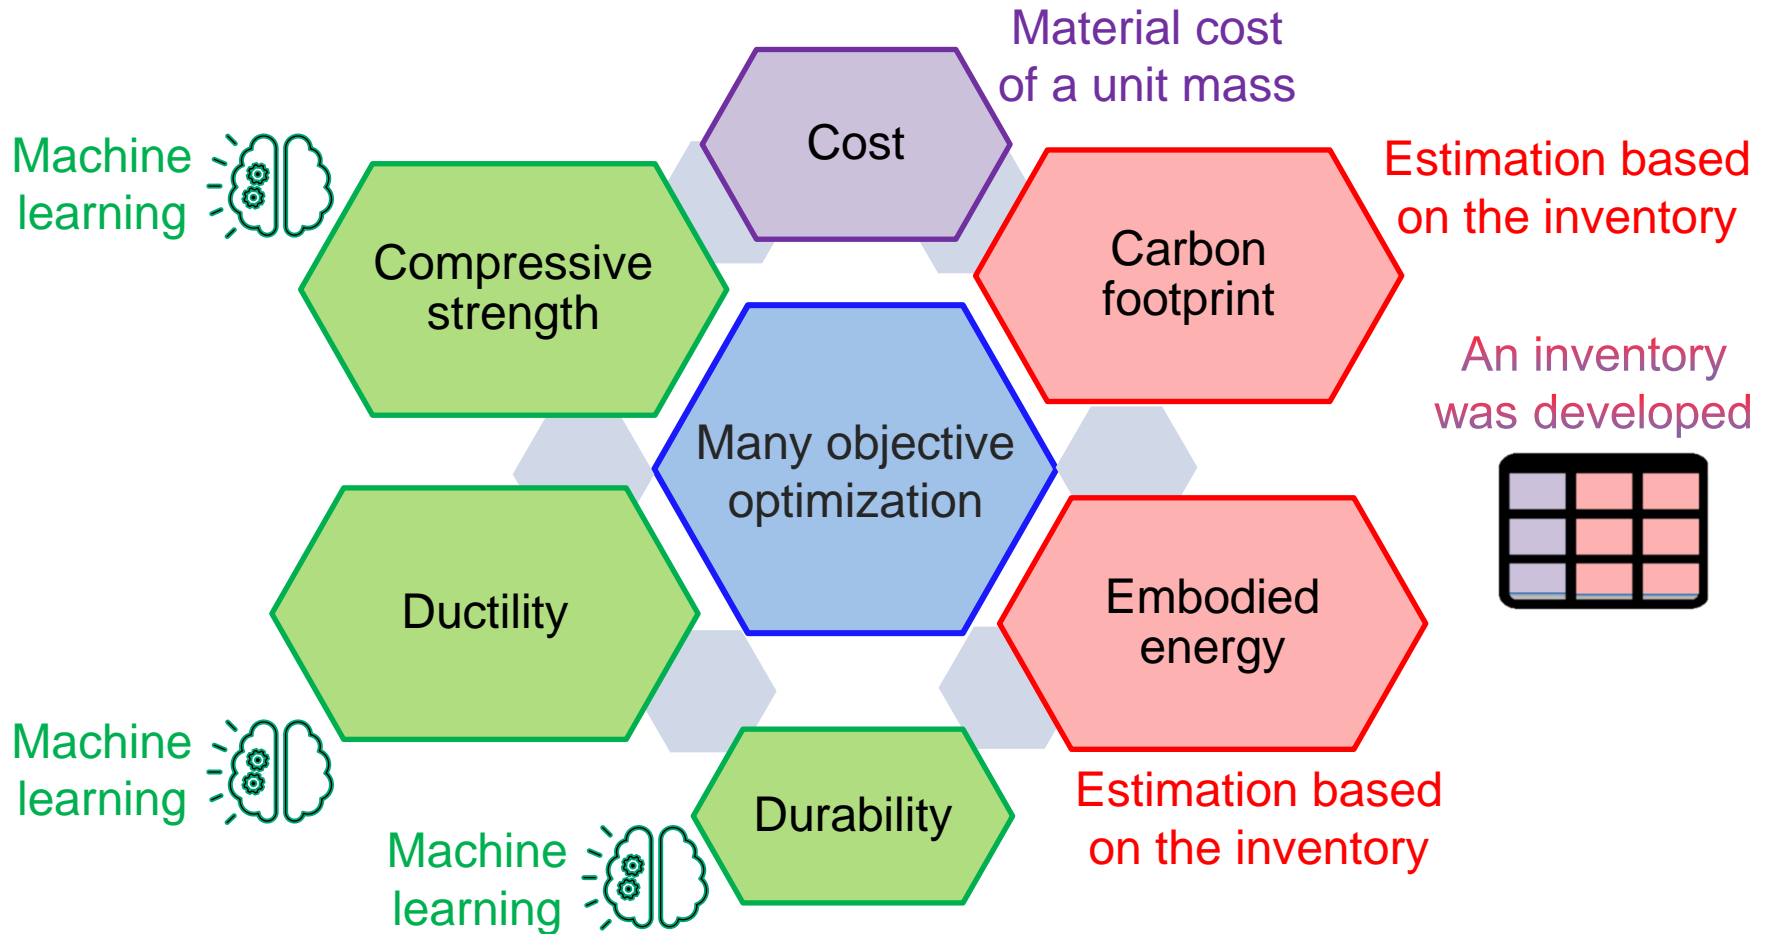 Material cost
of a unit mass
Cost
Machine
learning
Compressive
strength
Carbon
footprint
Estimation based
on the inventory
An inventory
was developed
Many objective
optimization
Ductility
Embodied
energy
Machine
learning
Durability
Estimation based
on the inventory
Machine
learning